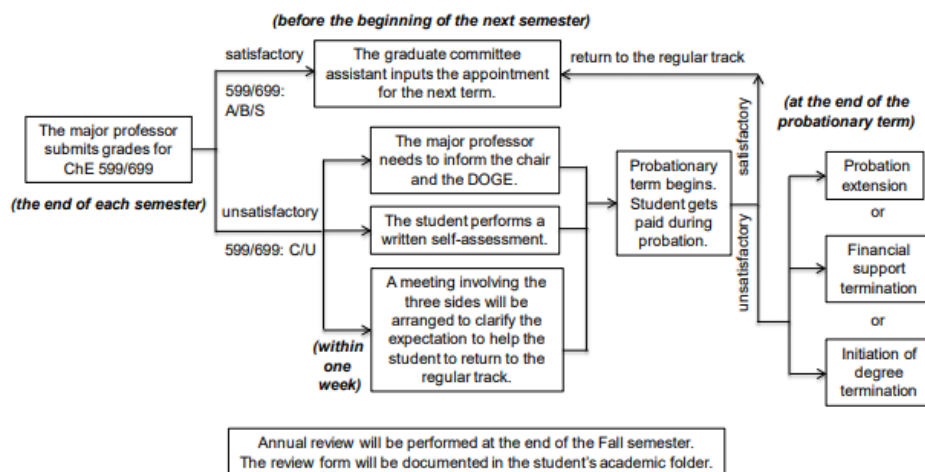 (before the beginning of the next semester)
satisfactory
599/699:
A/B/S
The graduate committee
assistant inputs the appointment
for the next term.
return to the regular track
The major professor
submits grades for
ChE 599/699
(the end of each semester)
unsatisfactory
599/699: C/U
(within
one
week)
The major professor
needs to inform the chair
and the DOGE.
The student performs a
written self-assessment.
A meeting involving the
three sides will be
arranged to clarify the
expectation to help the
student to return to the
regular track.
Probationary
term begins.
Student gets
paid during
probation.
satisfactory
unsatisfactory
(at the end of the
probationary term)
Probation
extension
or
Financial
support
termination
or
Initiation of
degree
termination
Annual review will be performed at the end of the Fall semester.
The review form will be documented in the student's academic folder.